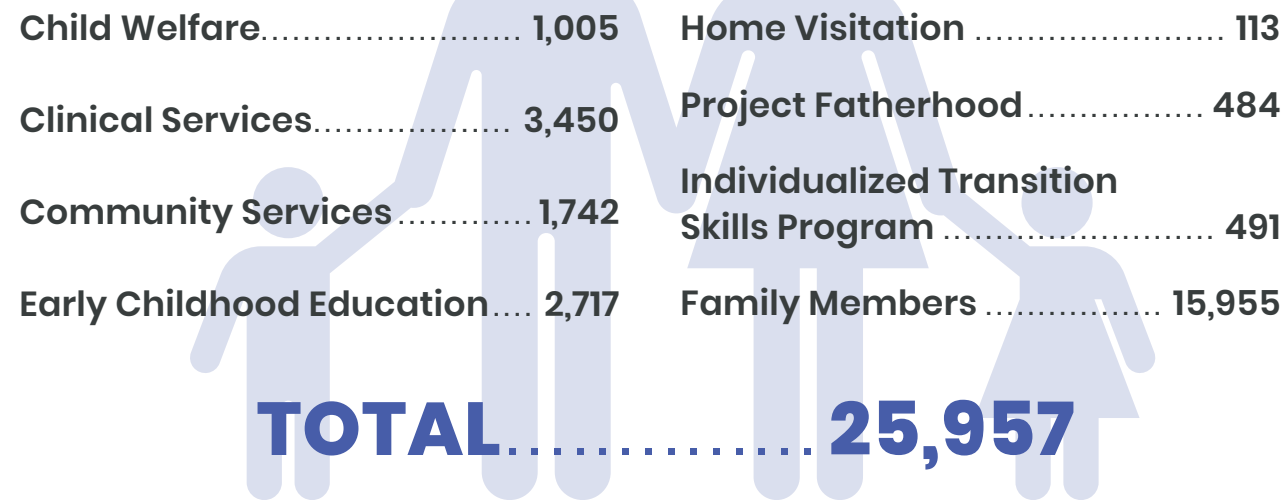 Child Welfare........................ 1,005
Clinical Services................... 3,450
Community Services............. 1,742
Early Childhood Education.... 2,717
Home Visitation ........................ 113
Project Fatherhood................. 484
Individualized Transition
Skills Program .......................... 491
Family Members ................. 15,955
TOTAL.............. 25,957